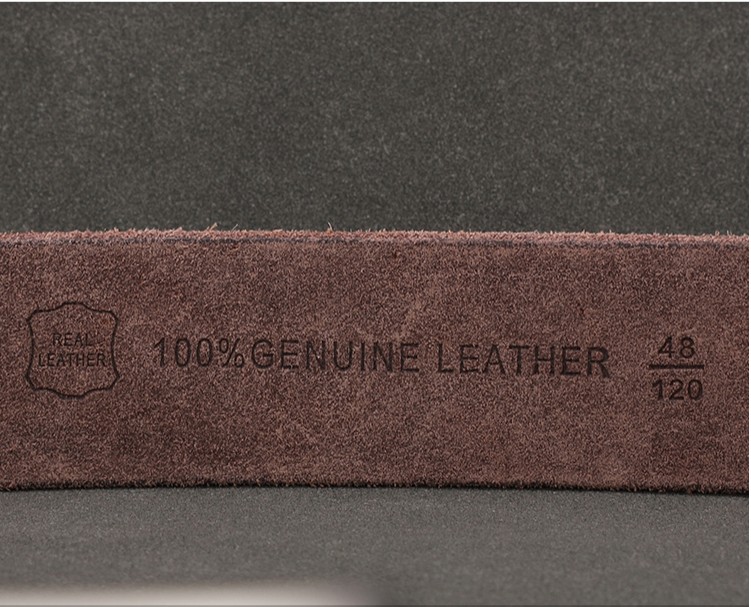 REAL
LEATHER
100% GENUINE LEATHER
48
120